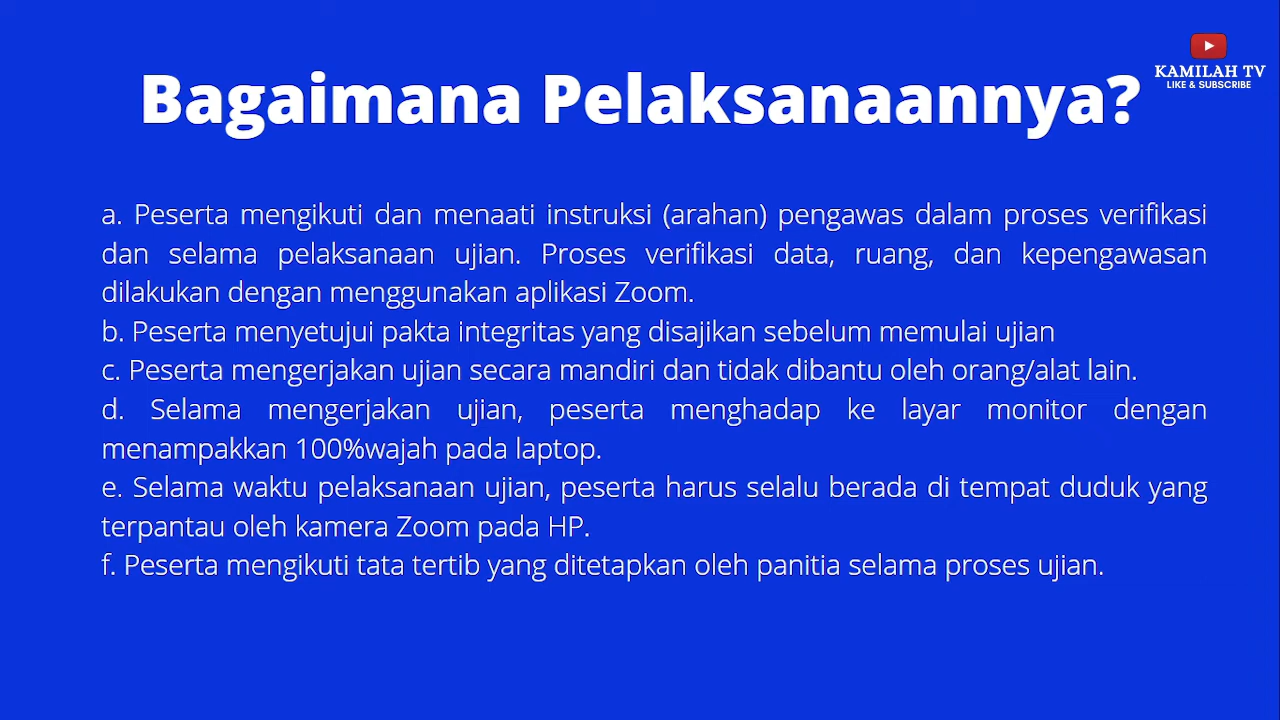 KAMILAH TV
LIKE & SUBSCRIBE
Bagaimana Pelaksanaannya?
a. Peserta mengikuti dan menaati instruksi (arahan) pengawas dalam proses verifikasi
dan selama pelaksanaan ujian. Proses verifikasi data, ruang, dan kepengawasan
dilakukan dengan menggunakan aplikasi Zoom.
b. Peserta menyetujui pakta integritas yang disajikan sebelum memulai ujian
c. Peserta mengerjakan ujian secara mandiri dan tidak dibantu oleh orang/alat lain.
d. Selama mengerjakan ujian, peserta menghadap ke layar monitor dengan
menampakkan 100%wajah pada laptop.
e. Selama waktu pelaksanaan ujian, peserta harus selalu berada di tempat duduk yang
terpantau oleh kamera Zoom pada HP.
f. Peserta mengikuti tata tertib yang ditetapkan oleh panitia selama proses ujian.